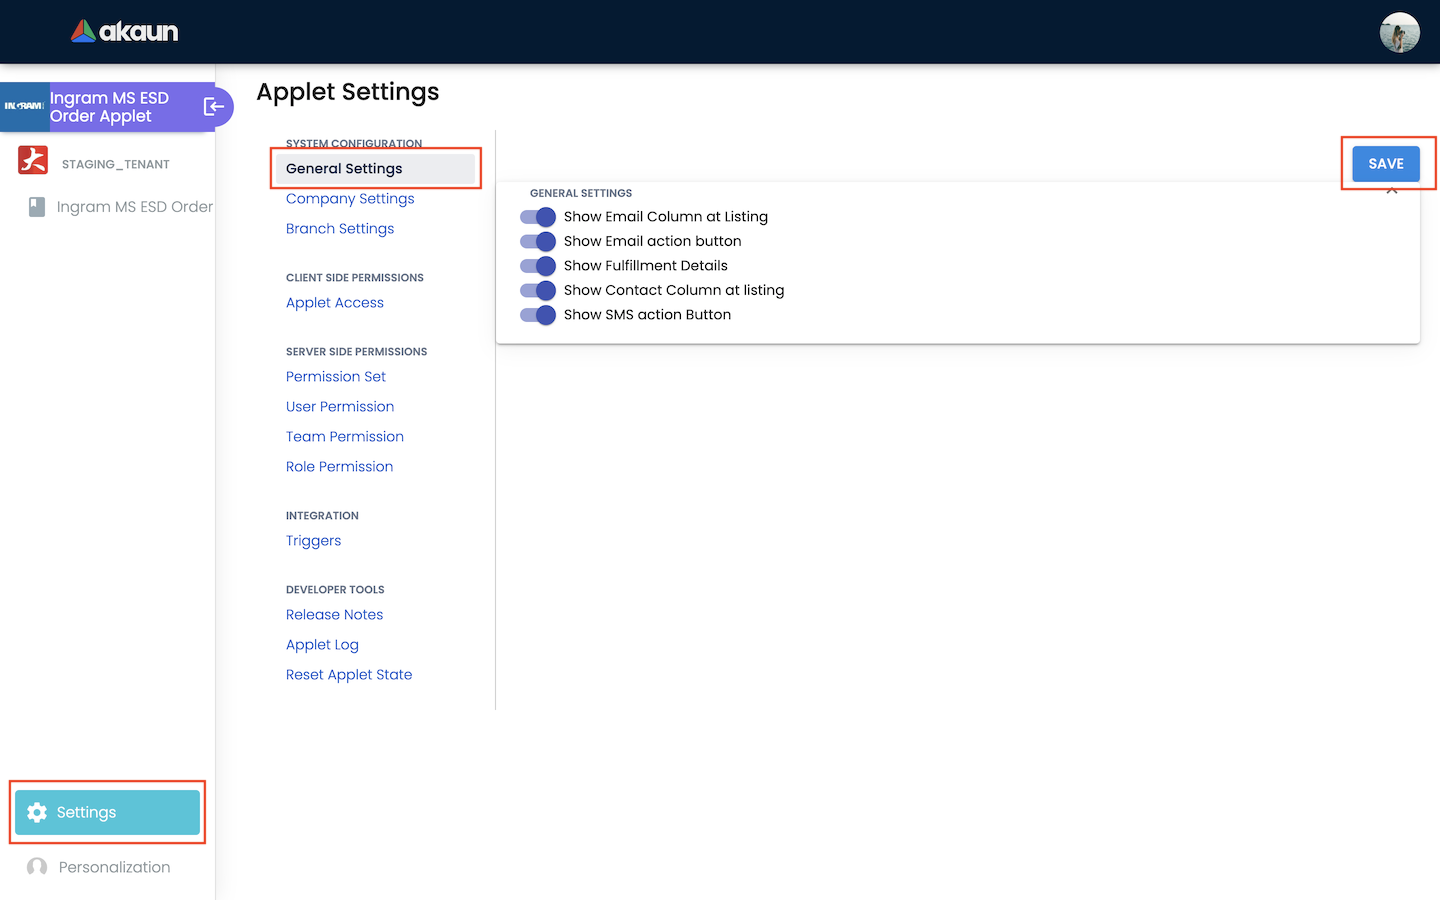 akaun
INGRAM
Ingram MS ESD
Order Applet
STAGING_TENANT
Ingram MS ESD Order
Settings
Personalization
Applet Settings
SYSTEM CONFIGURATION
General Settings
Company Settings
Branch Settings
CLIENT SIDE PERMISSIONS
Applet Access
SERVER SIDE PERMISSIONS
Permission Set
User Permission
Team Permission
Role Permission
INTEGRATION
Triggers
DEVELOPER TOOLS
Release Notes
Applet Log
Reset Applet State
SAVE
GENERAL SETTINGS
Show Email Column at Listing
Show Email action button
Show Fulfillment Details
Show Contact Column at listing
Show SMS action Button